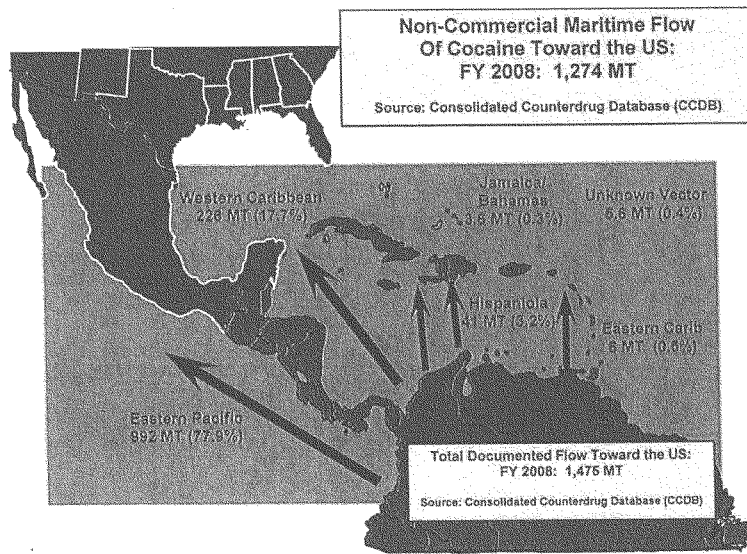 Non-Commercial Maritime Flow
Of Cocaine Toward the US:
FY 2008: 1,274 MT
Source: Consolidated Counterdrug Database (CCDB)
Western Caribbean
226 MT (17.7%)
Jamaica/
Bahamas
3.6 MT (0.3%)
Unknown Vector
5.6 MT (0.4%)
Hispaniola
41 MT (3.2%)
Eastern Carib
6 MT (0.6%)
Eastern Pacific
992 MT (77.9%)
Total Documented Flow Toward the US:
FY 2008: 1,475 MT
Source: Consolidated Counterdrug Database (CCDB)